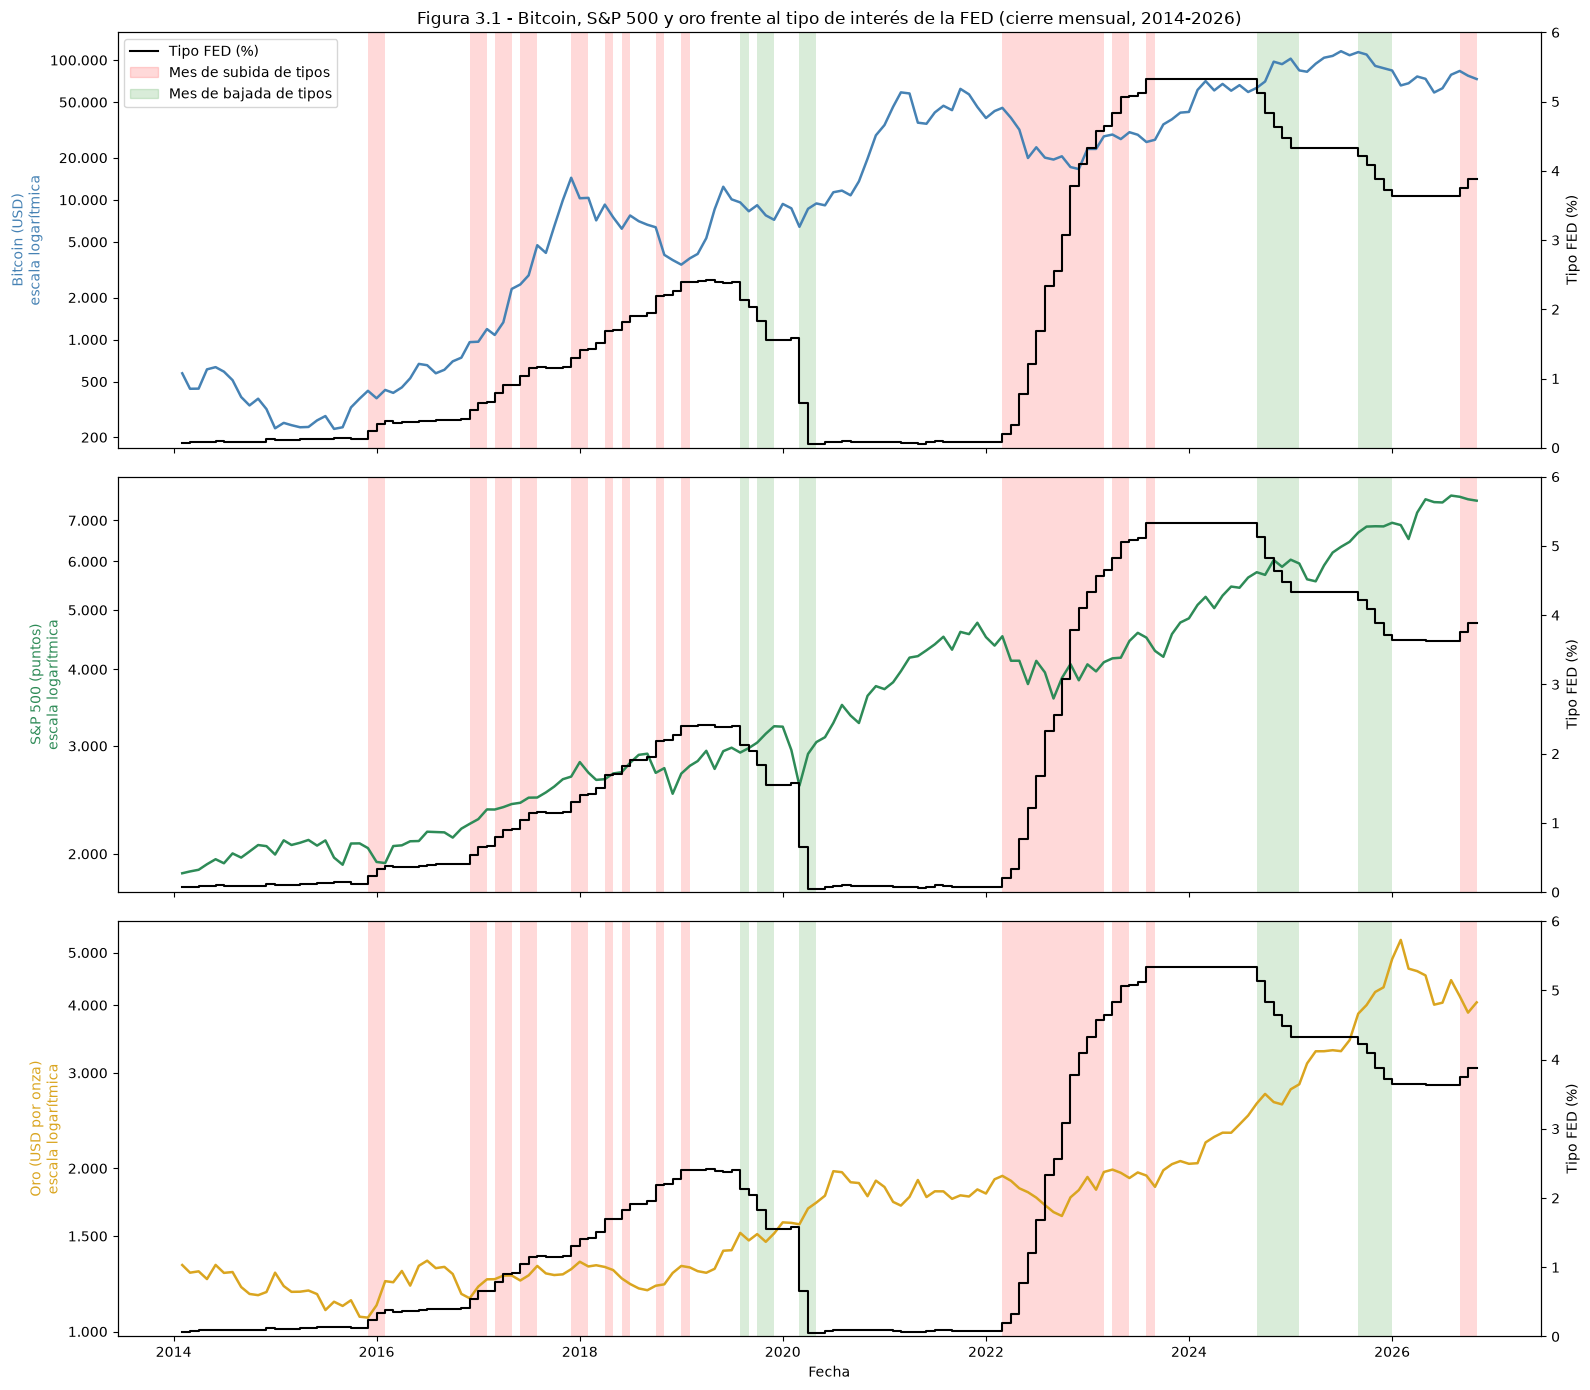 Figura 3.1 - Bitcoin, S&P 500 y oro frente al tipo de interés de la FED (cierre mensual, 2014-2026)
Tipo FED (%)
Mes de subida de tipos
Mes de bajada de tipos
Bitcoin (USD)
escala logarítmica
100.000
50.000
20.000
10.000
5.000
2.000
1.000
500
200
6
5
4
3
2
1
0
Tipo FED (%)
S&P 500 (puntos)
escala logarítmica
7.000
6.000
5.000
4.000
3.000
2.000
6
5
4
3
2
1
0
Tipo FED (%)
Oro (USD por onza)
escala logarítmica
5.000
4.000
3.000
2.000
1.500
1.000
6
5
4
3
2
1
0
Tipo FED (%)
2014 2016 2018 2020 2022 2024 2026
Fecha